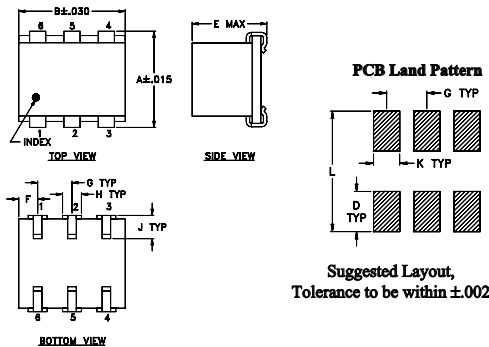 B±.030
6 5 4
A±.015
INDEX
1 2 3
TOP VIEW
E MAX
SIDE VIEW
PCB Land Pattern
G TYP
K TYP
L
D
TYP
Suggested Layout,
Tolerance to be within ±.002
G TYP
H TYP
F
1 2 3
J TYP
6 5 4
BOTTOM VIEW